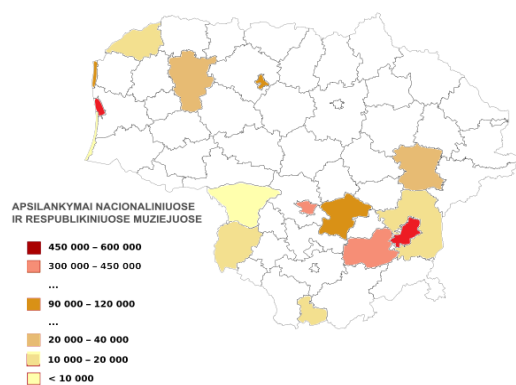 APSILANKYMAI NACIONALINIUOSE
IR RESPUBLIKINIUOSE MUZIEJUOSE
450 000 – 600 000
300 000 – 450 000
...
90 000 – 120 000
...
20 000 – 40 000
10 000 – 20 000
< 10 000